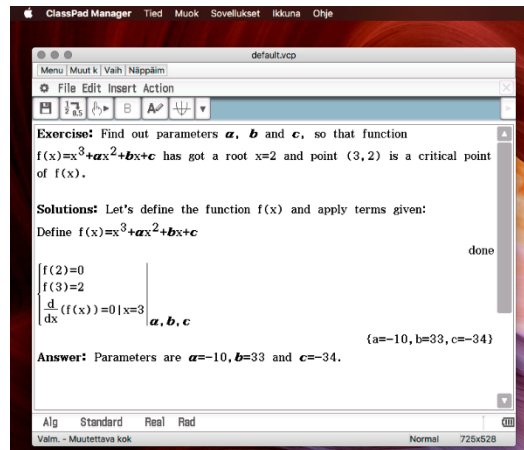 ClassPad Manager Tied Muok Sovellukset Ikkuna Ohje
default.vcp
Menu Muut k Vaih Näppäim
File Edit Insert Action
0.5 1 2 B A
Exercise: Find out parameters a, b and c, so that function
f(x)=x³+ax²+bx+c has got a root x=2 and point (3,2) is a critical point
of f(x).
Solutions: Let's define the function f(x) and apply terms given:
Define f(x)=x³+ax²+bx+c
done
f(2)=0
f(3)=2
d/dx(f(x))=0|x=3
a, b, c
{a=-10, b=33, c=-34}
Answer: Parameters are a=-10, b=33 and c=-34.
Alg Standard Real Rad
Valm. - Muutettava kok Normal 725x528